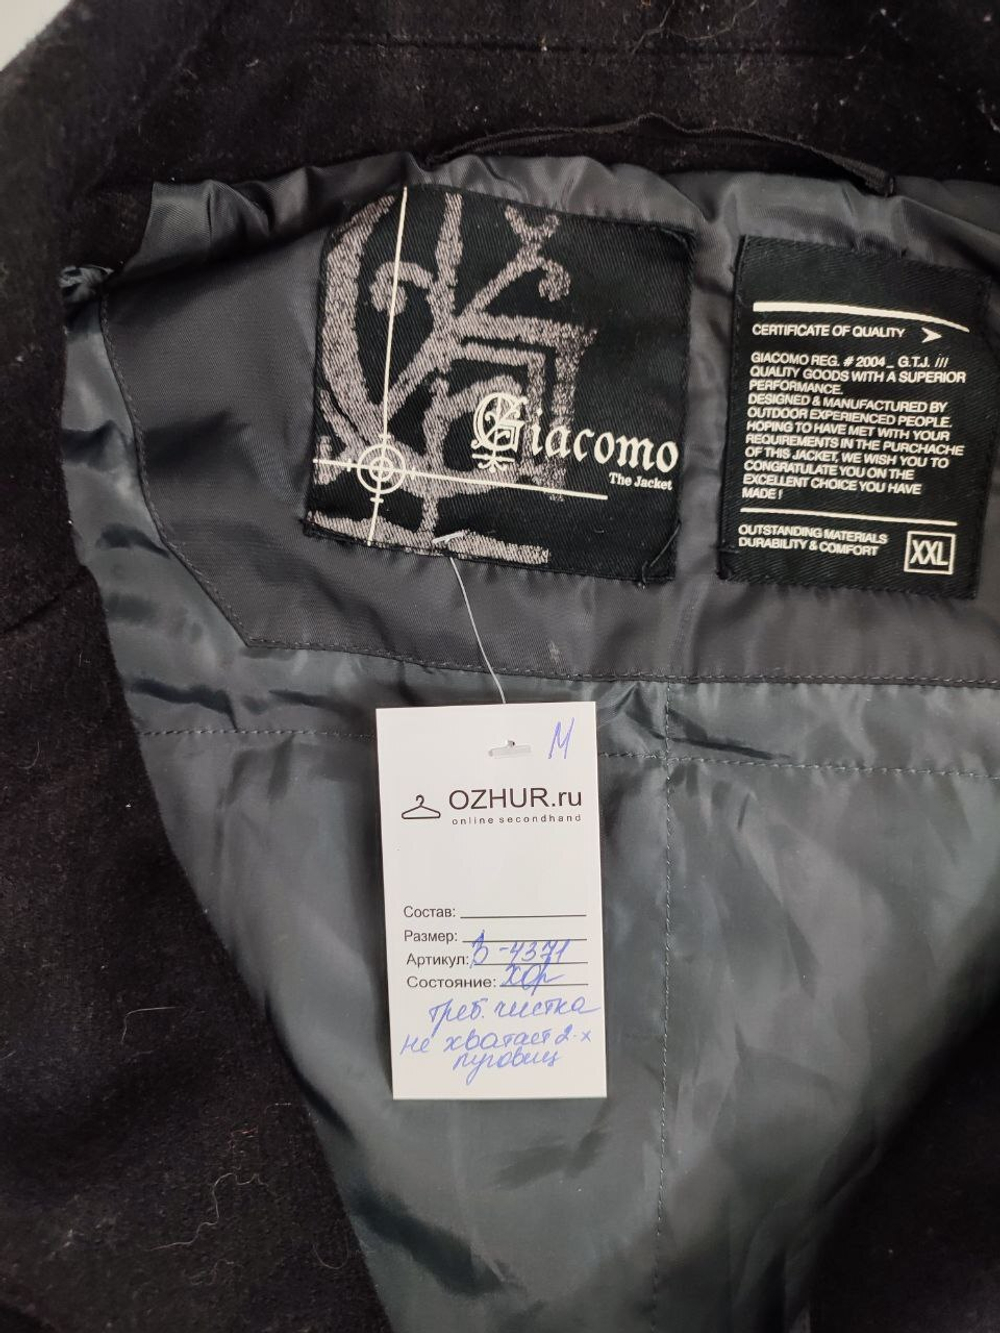 Giacomo
The Jacket
CERTIFICATE OF QUALITY
GIACOMO REG. # 2004_ G.T.J. ///
QUALITY GOODS WITH A SUPERIOR
PERFORMANCE.
DESIGNED & MANUFACTURED BY
OUTDOOR EXPERIENCED PEOPLE.
HOPING TO HAVE MET WITH YOUR
REQUIREMENTS IN THE PURCHACHE
OF THIS JACKET, WE WISH YOU TO
CONGRATULATE YOU ON THE
EXCELLENT CHOICE YOU HAVE
MADE !
OUTSTANDING MATERIALS
DURABILITY & COMFORT
XXL
М
OZHUR.ru
online secondhand
Состав:
Размер:
Артикул: З-4371
Состояние: хор
треб. чистка
не хватает 2-х
пуговиц